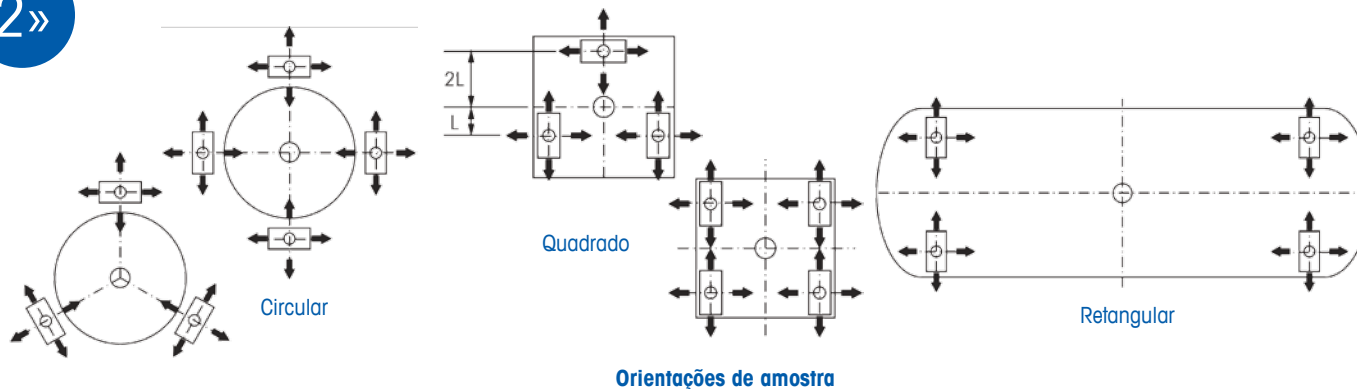 2»
2L
L
Quadrado
Circular
Retangular
Orientações de amostra